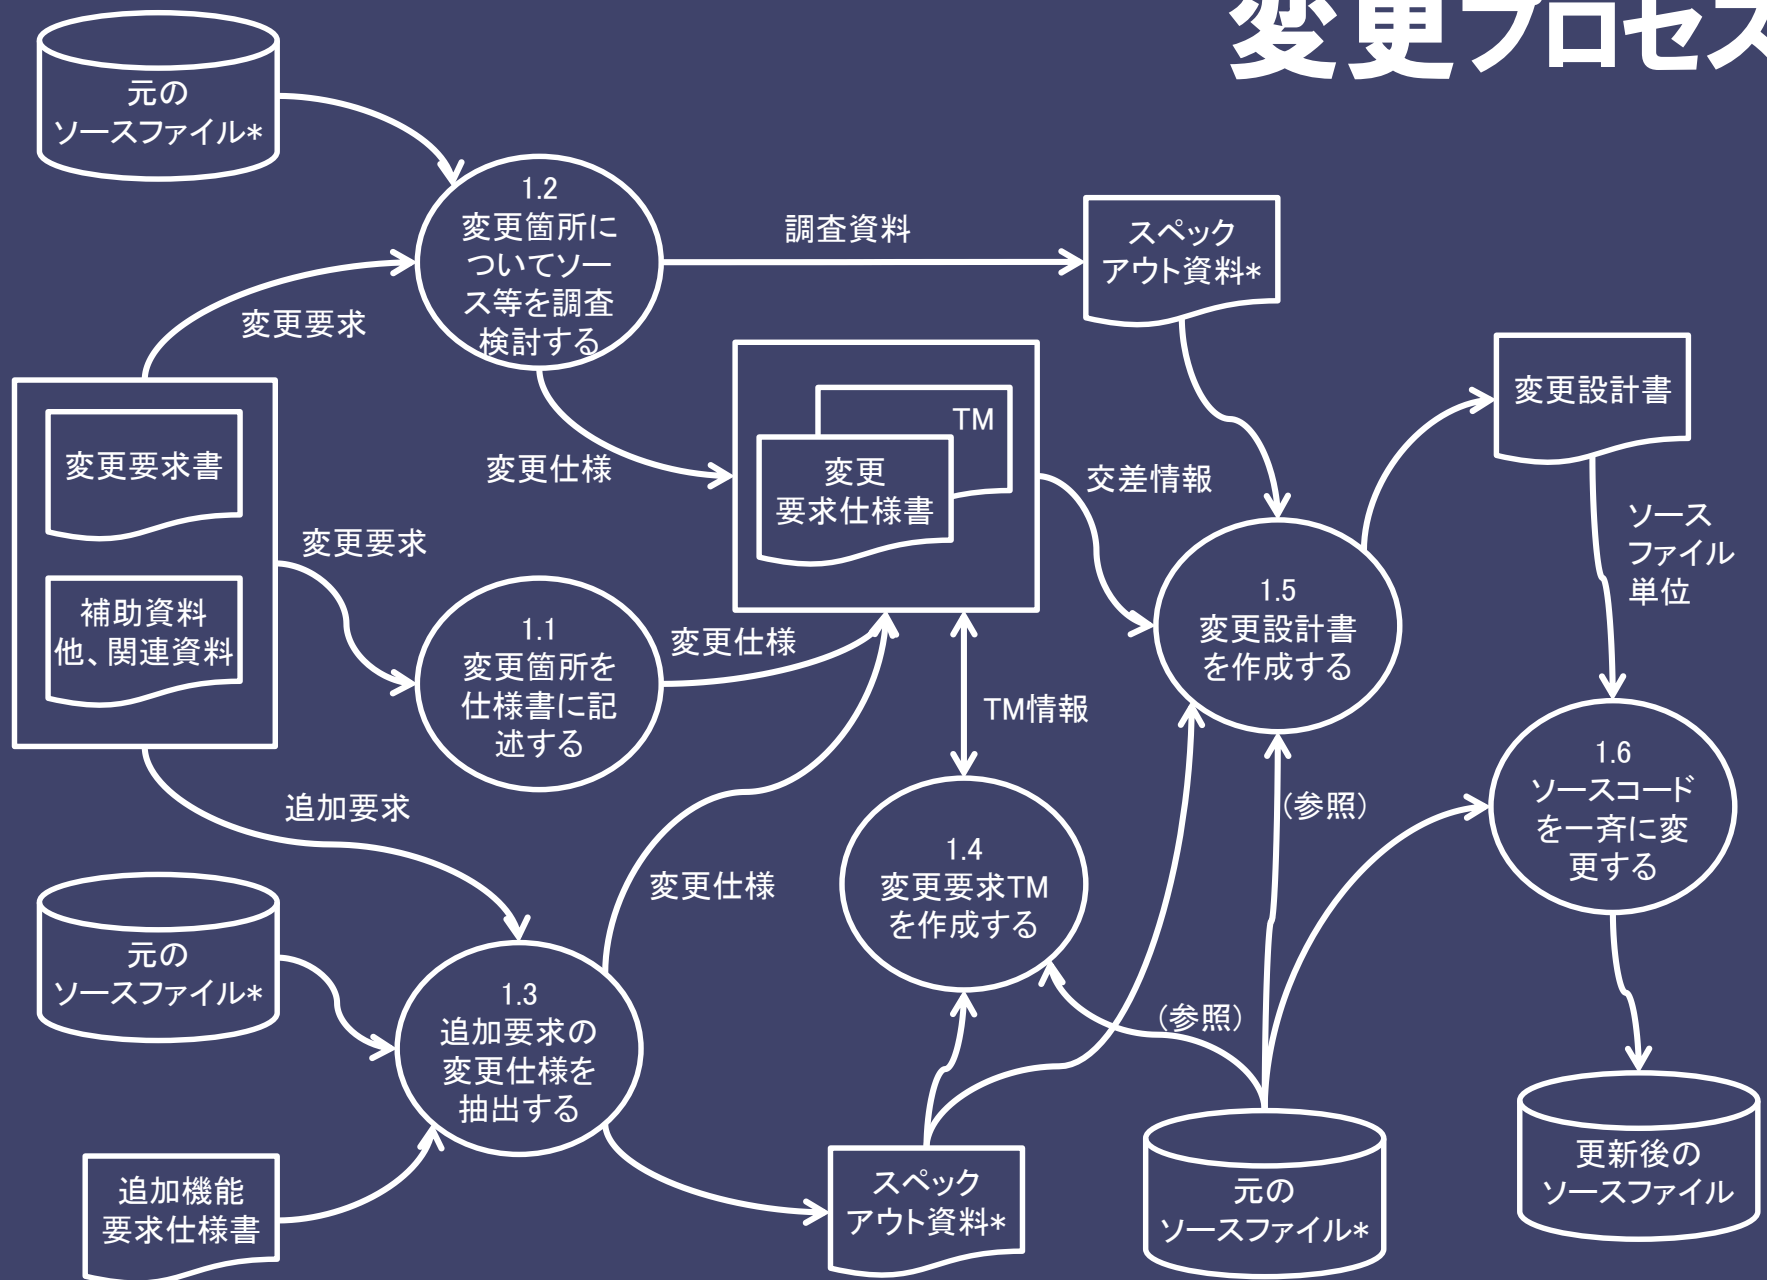 変更プロセス
元の
ソースファイル*
1.2
変更箇所に
ついてソー
ス等を調査
検討する
調査資料
スペック
アウト資料*
変更要求
変更要求書
補助資料
他、関連資料
変更要求
変更仕様
TM
変更
要求仕様書
交差情報
変更設計書
ソース
ファイル
単位
1.1
変更箇所を
仕様書に記
述する
変更仕様
1.5
変更設計書
を作成する
TM情報
追加要求
(参照)
1.6
ソースコード
を一斉に変
更する
変更仕様
1.4
変更要求TM
を作成する
元の
ソースファイル*
1.3
追加要求の
変更仕様を
抽出する
(参照)
追加機能
要求仕様書
スペック
アウト資料*
元の
ソースファイル*
更新後の
ソースファイル